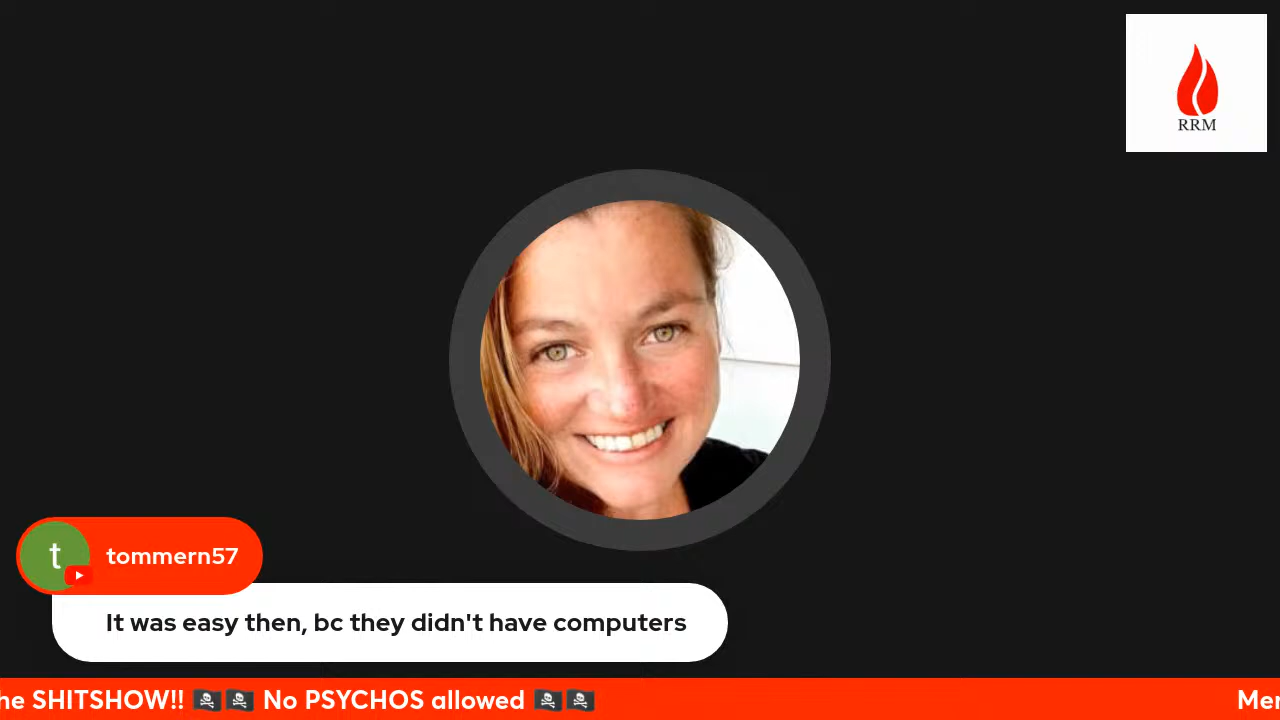 RRM
t
tommern57
It was easy then, bc they didn't have computers
he SHITSHOW!! 🏴‍☠️🏴‍☠️ No PSYCHOS allowed 🏴‍☠️🏴‍☠️ Mer